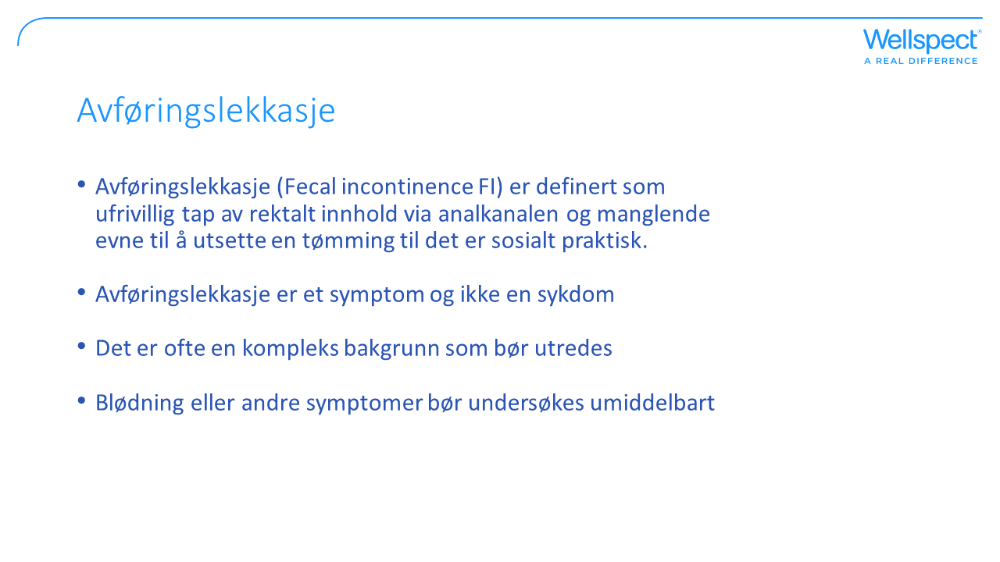 Wellspect®
A REAL DIFFERENCE
Avføringslekkasje
• Avføringslekkasje (Fecal incontinence FI) er definert som
ufrivillig tap av rektalt innhold via analkanalen og manglende
evne til å utsette en tømming til det er sosialt praktisk.
• Avføringslekkasje er et symptom og ikke en sykdom
• Det er ofte en kompleks bakgrunn som bør utredes
• Blødning eller andre symptomer bør undersøkes umiddelbart